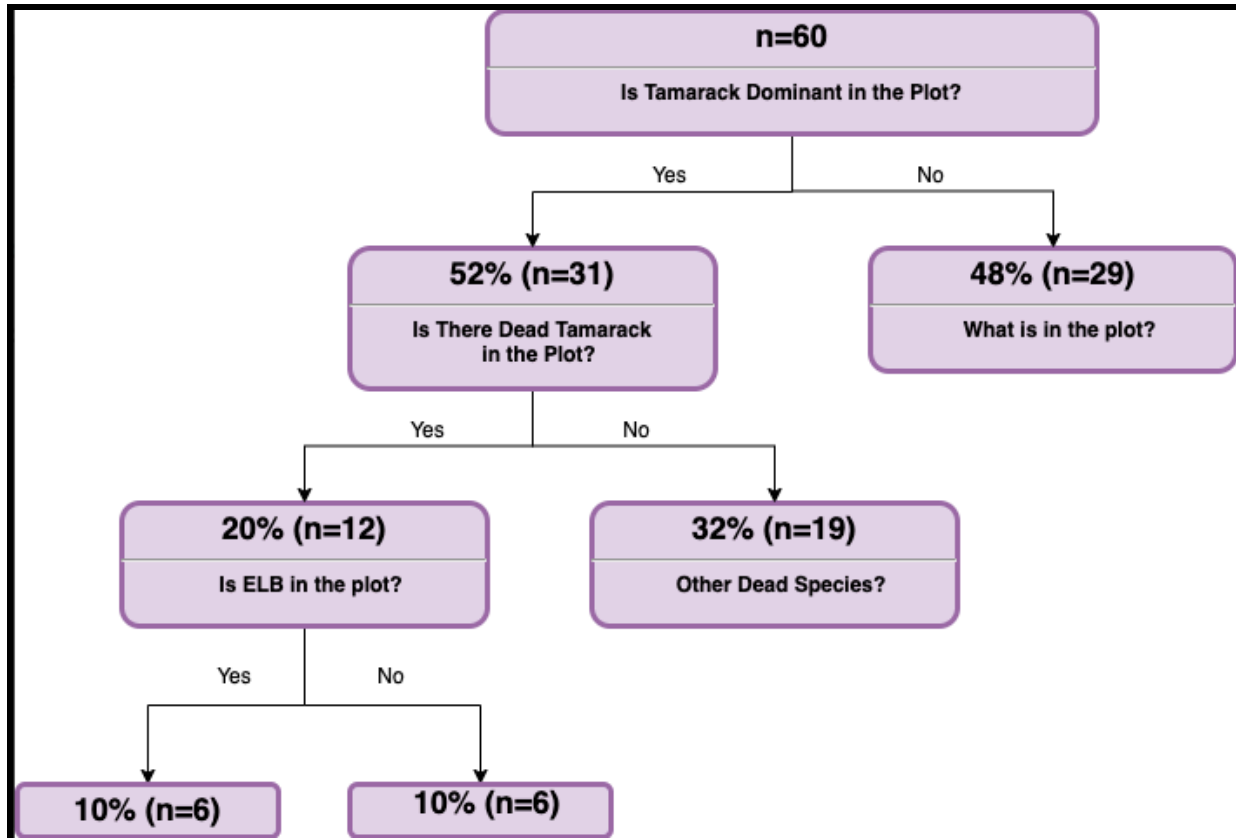 n=60
Is Tamarack Dominant in the Plot?
Yes
No
52% (n=31)
Is There Dead Tamarack
in the Plot?
48% (n=29)
What is in the plot?
Yes
No
20% (n=12)
Is ELB in the plot?
32% (n=19)
Other Dead Species?
Yes
No
10% (n=6)
10% (n=6)